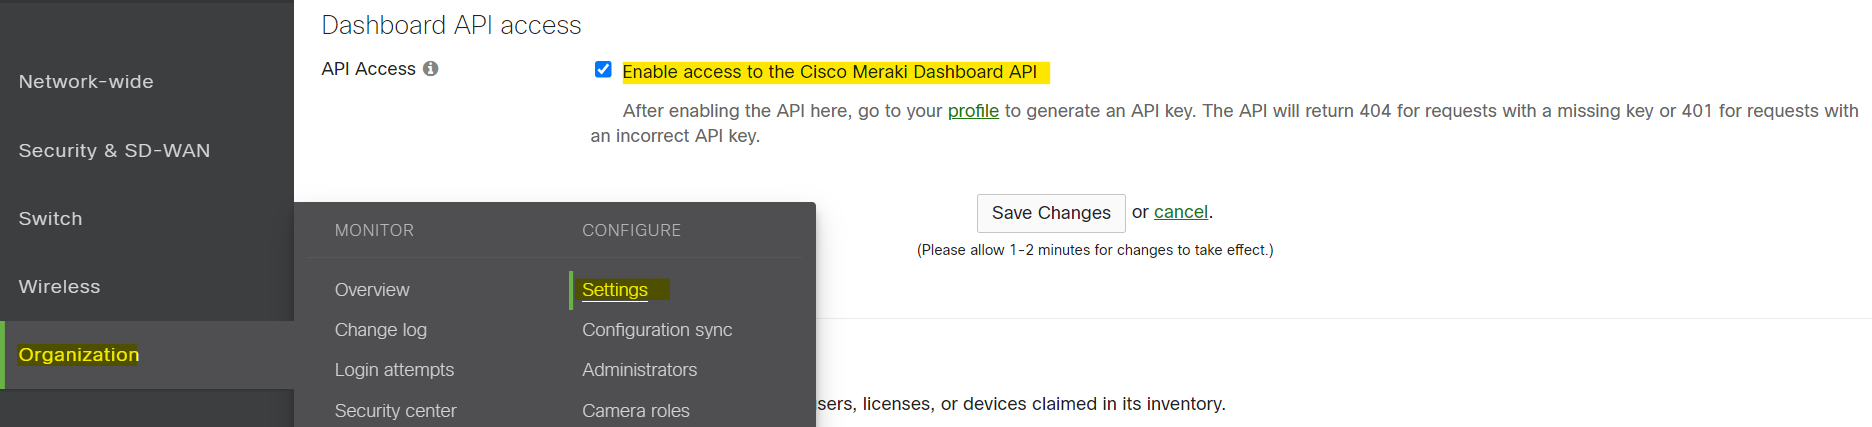 Network-wide
Security & SD-WAN
Switch
Wireless
Organization
Dashboard API access
API Access
Enable access to the Cisco Meraki Dashboard API
After enabling the API here, go to your profile to generate an API key. The API will return 404 for requests with a missing key or 401 for requests with
an incorrect API key.
Save Changes or cancel.
(Please allow 1-2 minutes for changes to take effect.)
MONITOR
Overview
Change log
Login attempts
Security center
CONFIGURE
Settings
Configuration sync
Administrators
Camera roles
sers, licenses, or devices claimed in its inventory.